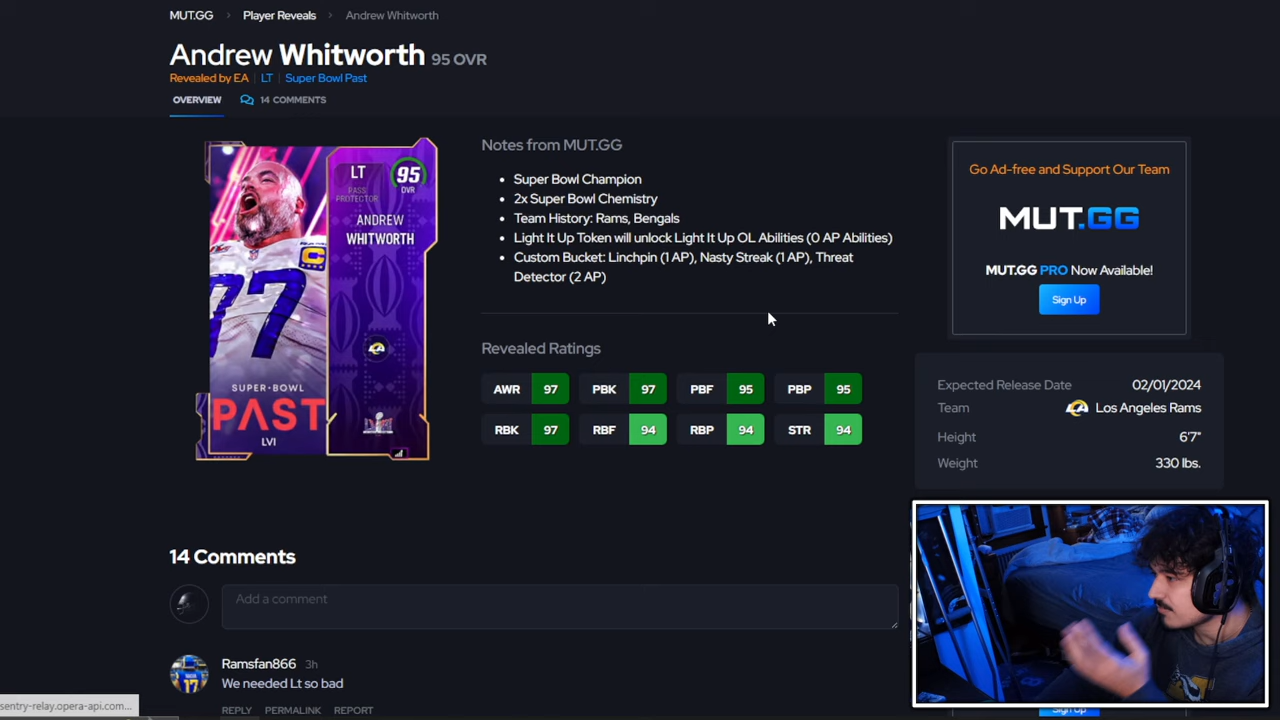 MUT.GG > Player Reveals > Andrew Whitworth
Andrew Whitworth 95 OVR
Revealed by EA | LT | Super Bowl Past
OVERVIEW 14 COMMENTS
LT
PASS
PROTECTOR
95
OVR
ANDREW
WHITWORTH
77
SUPER•BOWL
PAST
LVI
Notes from MUT.GG
• Super Bowl Champion
• 2x Super Bowl Chemistry
• Team History: Rams, Bengals
• Light It Up Token will unlock Light It Up OL Abilities (0 AP Abilities)
• Custom Bucket: Linchpin (1 AP), Nasty Streak (1 AP), Threat
Detector (2 AP)
Revealed Ratings
AWR 97 PBK 97 PBF 95 PBP 95
RBK 97 RBF 94 RBP 94 STR 94
Go Ad-free and Support Our Team
MUT.GG
MUT.GG PRO Now Available!
Sign Up
Expected Release Date 02/01/2024
Team Los Angeles Rams
Height 6'7"
Weight 330 lbs.
14 Comments
Add a comment
Ramsfan866 3h
We needed Lt so bad
REPLY PERMALINK REPORT
sentry-relay.opera-api.com...
Sign Up